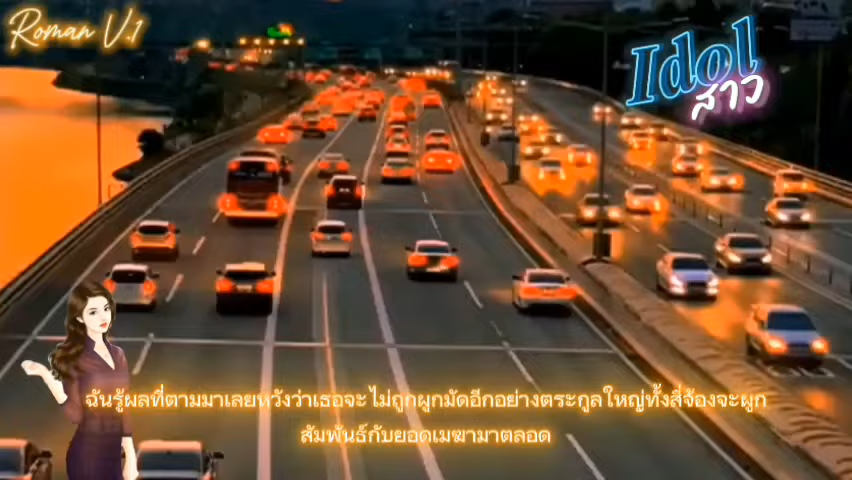 Roman V.1
Idol
สาว
ฉันรู้ผลที่ตามมาเลยหวังว่าเธอจะไม่ถูกผูกมัดอีกอย่างตระกูลใหญ่ทั้งสี่จ้องจะผูก
สัมพันธ์กับยอดเมฆามาตลอด